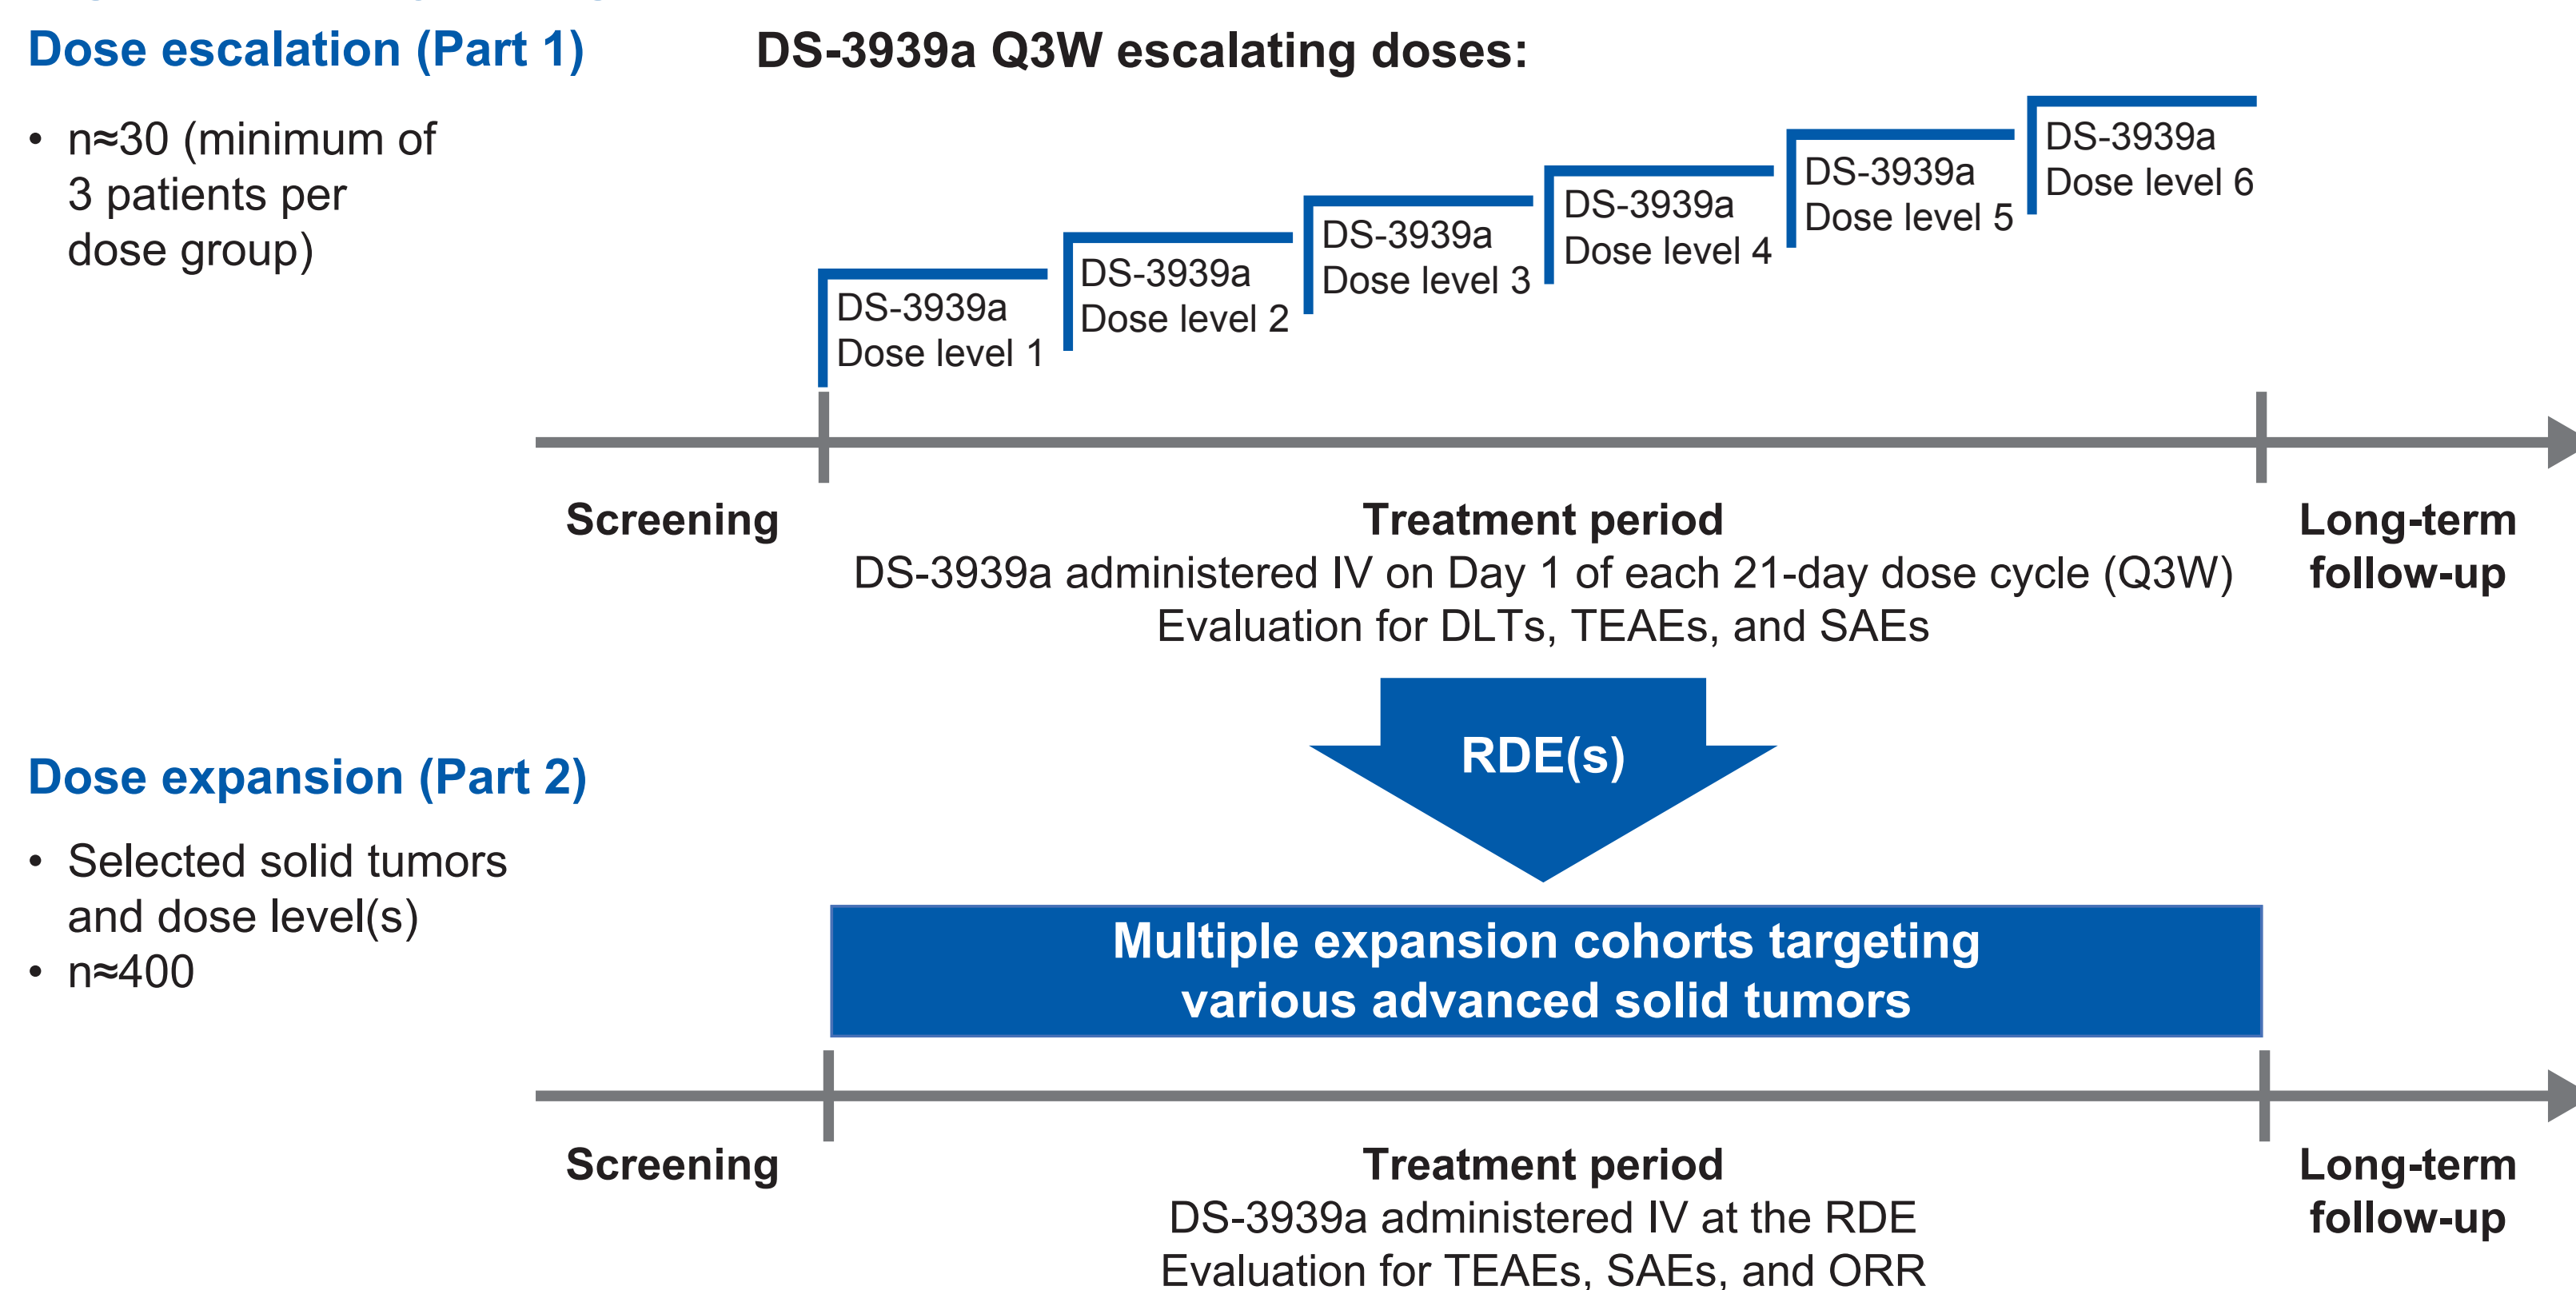 Dose escalation (Part 1)
• n≈30 (minimum of
3 patients per
dose group)
DS-3939a Q3W escalating doses:
DS-3939a
Dose level 1
DS-3939a
Dose level 2
DS-3939a
Dose level 3
DS-3939a
Dose level 4
DS-3939a
Dose level 5
DS-3939a
Dose level 6
Screening
Treatment period
DS-3939a administered IV on Day 1 of each 21-day dose cycle (Q3W)
Evaluation for DLTs, TEAEs, and SAEs
Long-term
follow-up
RDE(s)
Dose expansion (Part 2)
• Selected solid tumors
and dose level(s)
• n≈400
Multiple expansion cohorts targeting
various advanced solid tumors
Screening
Treatment period
DS-3939a administered IV at the RDE
Evaluation for TEAEs, SAEs, and ORR
Long-term
follow-up